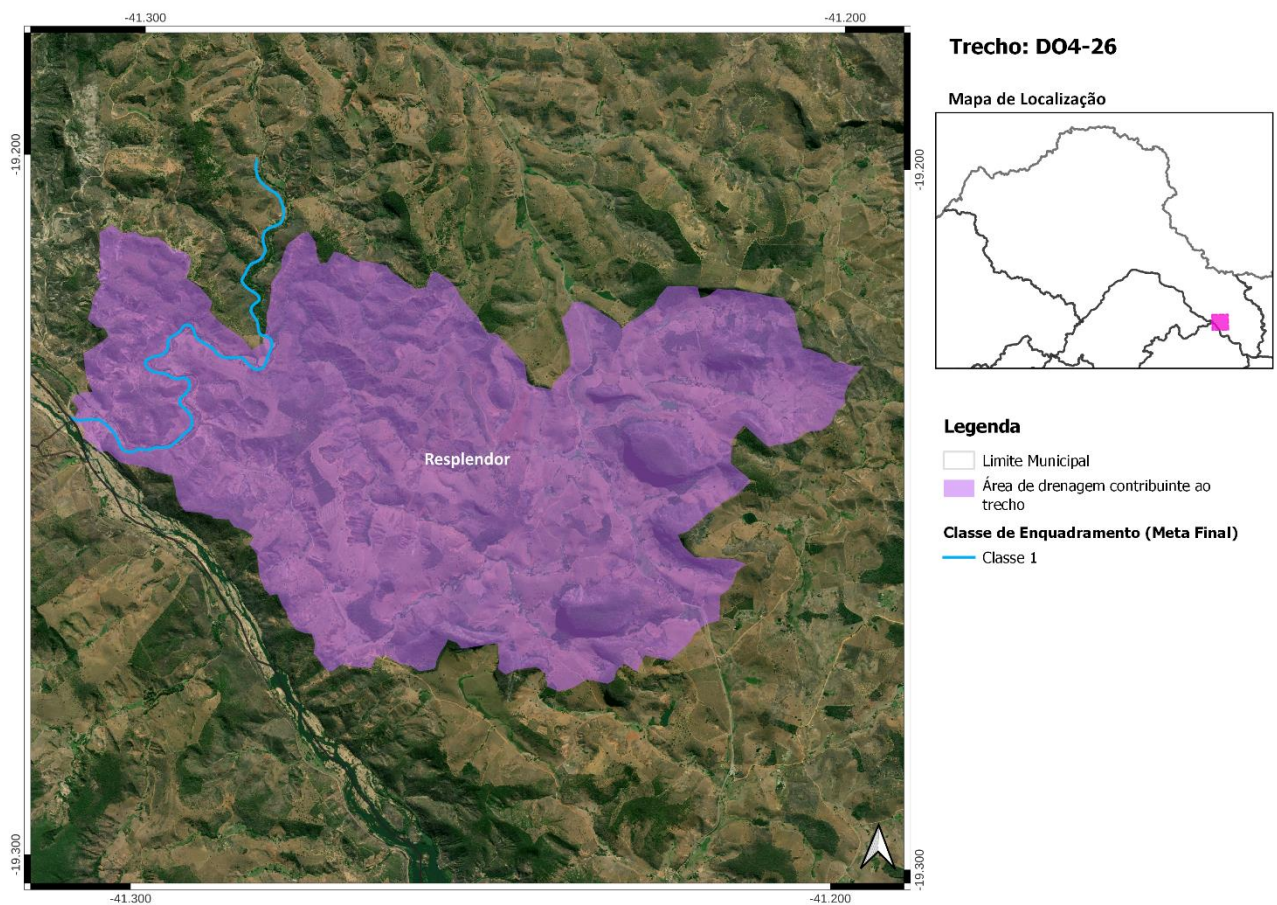 -41.300
-41.200
Trecho: DO4-26
Mapa de Localização
-19.200
-19.200
Resplendor
Legenda
Limite Municipal
Área de drenagem contribuinte ao
trecho
Classe de Enquadramento (Meta Final)
Classe 1
-19.300
-19.300
-41.300
-41.200